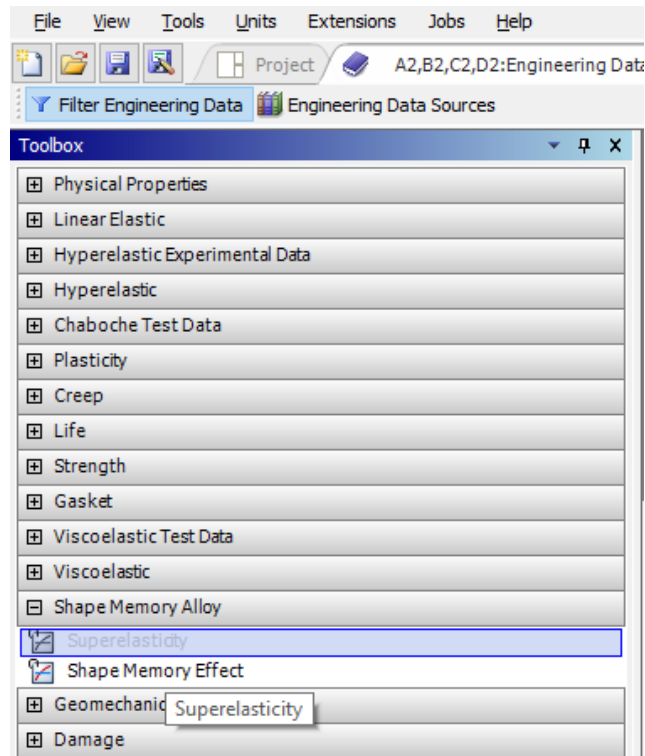 File View Tools Units Extensions Jobs Help
Project A2,B2,C2,D2:Engineering Data
Filter Engineering Data Engineering Data Sources
Toolbox
Physical Properties
Linear Elastic
Hyperelastic Experimental Data
Hyperelastic
Chaboche Test Data
Plasticity
Creep
Life
Strength
Gasket
Viscoelastic Test Data
Viscoelastic
Shape Memory Alloy
Superelasticity
Shape Memory Effect
Geomechanic
Superelasticity
Damage